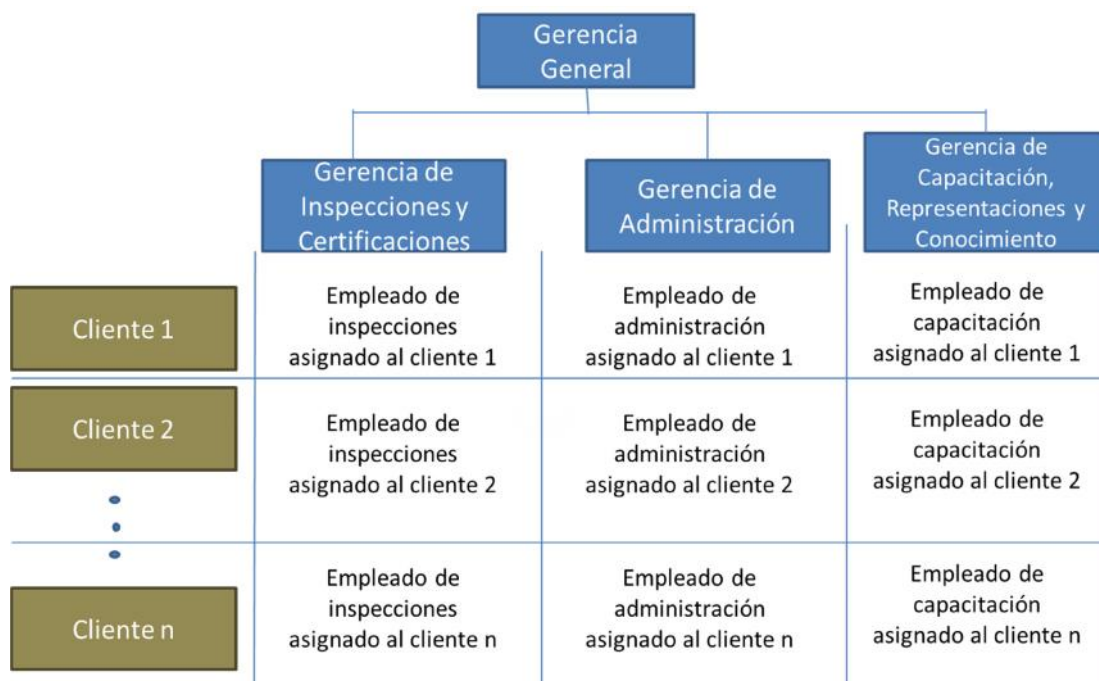 Gerencia
General
Gerencia de
Inspecciones y
Certificaciones
Gerencia de
Administración
Gerencia de
Capacitación,
Representaciones y
Conocimiento
Cliente 1
Empleado de
inspecciones
asignado al cliente 1
Empleado de
administración
asignado al cliente 1
Empleado de
capacitación
asignado al cliente 1
Cliente 2
Empleado de
inspecciones
asignado al cliente 2
Empleado de
administración
asignado al cliente 2
Empleado de
capacitación
asignado al cliente 2
Cliente n
Empleado de
inspecciones
asignado al cliente n
Empleado de
administración
asignado al cliente n
Empleado de
capacitación
asignado al cliente n